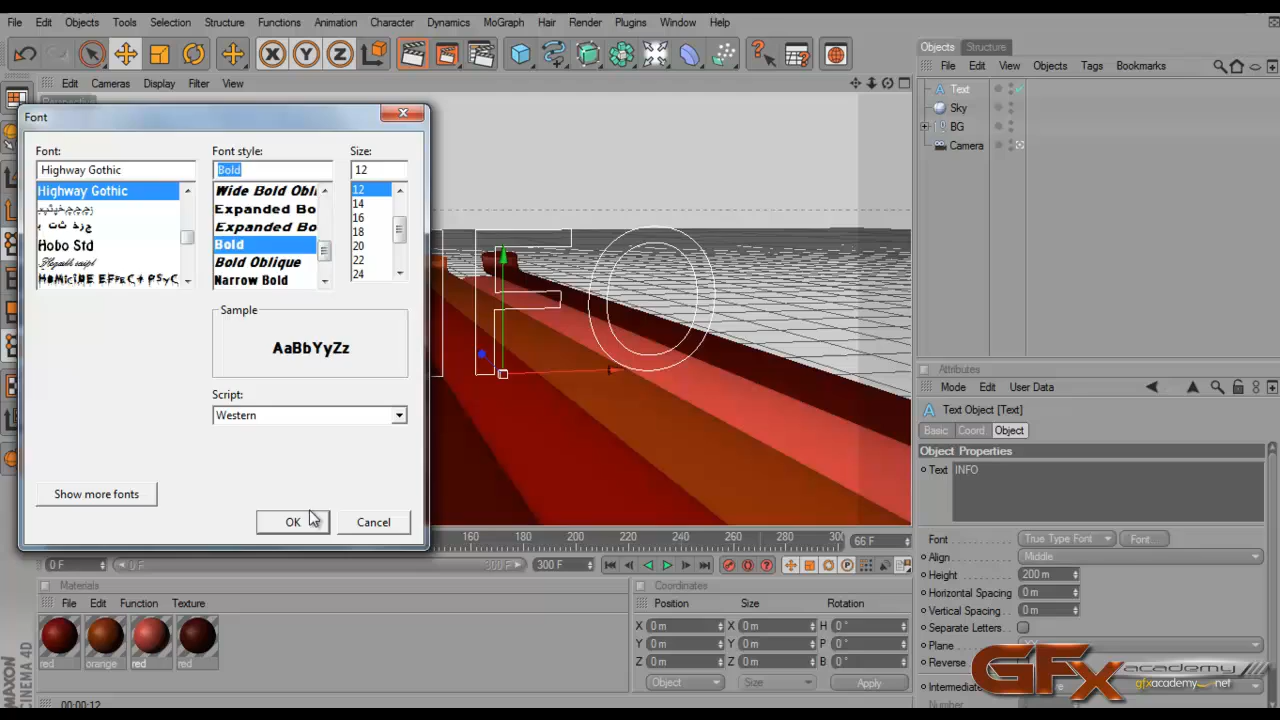 File Edit Objects Tools Selection Structure Functions Animation Character Dynamics MoGraph Hair Render Plugins Window Help
Objects Structure
File Edit View Objects Tags Bookmarks
Edit Cameras Display Filter View
Text
Sky
BG
Camera
Font
Font: Font style: Size:
Highway Gothic Bold 12
Highway Gothic
Hobo Std
Wide Bold Obli
Expanded Bo
Expanded Bo
Bold
Bold Oblique
Narrow Bold
12
14
16
18
20
22
24
Sample
AaBbYyZz
Script:
Western
Show more fonts
OK Cancel
FO
Attributes
Mode Edit User Data
Text Object [Text]
Basic Coord Object
Object Properties
Text INFO
Font True Type Font Font...
Align Middle
Height 200 m
Horizontal Spacing 0 m
Vertical Spacing 0 m
Separate Letters
Plane
Reverse
Intermediate
Number
160 180 200 220 240 260 280 30 66 F
0 F 0 F 300 F 300 F
Materials
File Edit Function Texture
red orange red red
Coordinates
Position Size Rotation
X 0 m X 0 m H 0 °
Y 0 m Y 0 m P 0 °
Z 0 m Z 0 m B 0 °
Object Size Apply
MAXON CINEMA 4D
00:00:12
GFx academy
gfxacademy.net